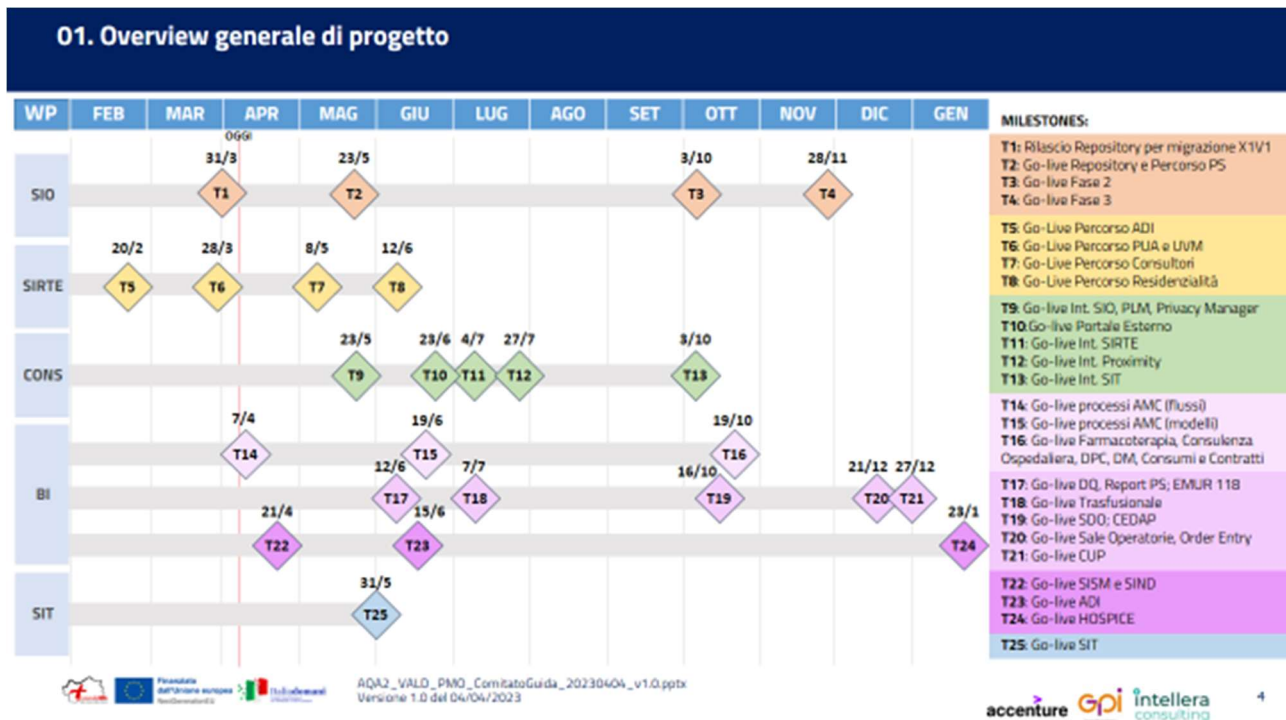 01. Overview generale di progetto
WP FEB MAR APR MAG GIU LUG AGO SET OTT NOV DIC GEN
OGGI
SIO
31/3 23/5 3/10 28/11
T1 T2 T3 T4
SIRTE
20/2 28/3 8/5 12/6
T5 T6 T7 T8
CONS
23/5 23/6 4/7 27/7 3/10
T9 T10 T11 T12 T13
BI
7/4 19/6 19/10
T14 T15 T16
12/6 7/7 16/10 21/12 27/12
T17 T18 T19 T20 T21
21/4 15/6 23/1
T22 T23 T24
SIT
31/5
T25
MILESTONES:
T1: Rilascio Repository per migrazione X1V1
T2: Go-live Repository e Percorso PS
T3: Go-live Fase 2
T4: Go-live Fase 3
T5: Go-Live Percorso ADI
T6: Go-Live Percorso PUA e UVM
T7: Go-Live Percorso Consultori
T8: Go-Live Percorso Residenzialità
T9: Go-live Int. SIO, PLM, Privacy Manager
T10:Go-live Portale Esterno
T11: Go-live Int. SIRTE
T12: Go-live Int. Proximity
T13: Go-live Int. SIT
T14: Go-live processi AMC (flussi)
T15: Go-live processi AMC (modelli)
T16: Go-live Farmacoterapia, Consulenza
Ospedaliera, DPC, DM, Consumi e Contratti
T17: Go-live DQ, Report PS; EMUR 118
T18: Go-live Trasfusionale
T19: Go-live SDO; CEDAP
T20: Go-live Sale Operatorie, Order Entry
T21: Go-live CUP
T22: Go-live SISM e SIND
T23: Go-live ADI
T24: Go-live HOSPICE
T25: Go-live SIT
Finanziato
dall'Unione europea
NextGenerationEU
Italiadomani
AQA2_VALD_PMO_ComitatoGuida_20230404_v1.0.pptx
Versione 1.0 del 04/04/2023
accenture
GPI
intellera
consulting
4